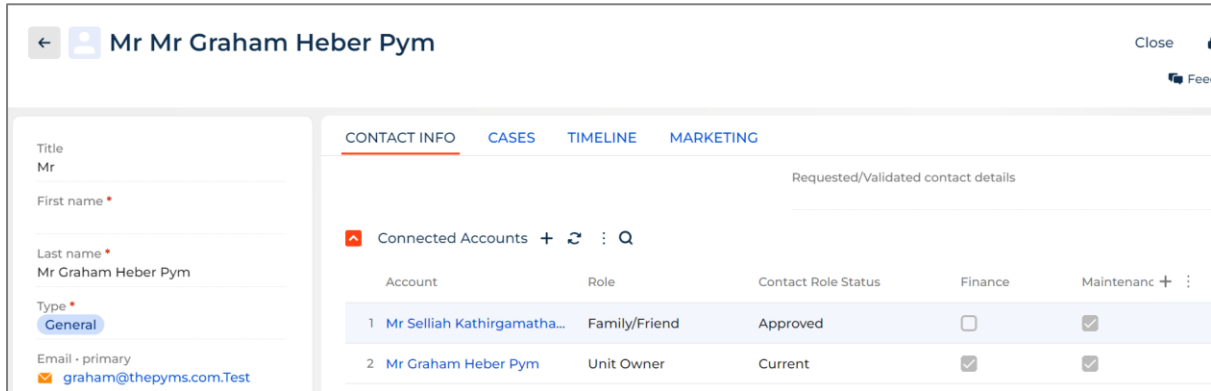 ← Mr Mr Graham Heber Pym
Close
CONTACT INFO CASES TIMELINE MARKETING
Title
Mr
First name *
Last name *
Mr Graham Heber Pym
Type *
General
Email • primary
graham@thepyms.com.Test
Requested/Validated contact details
Connected Accounts + 
Account Role Contact Role Status Finance Maintenanc +
1 Mr Selliah Kathirgamatha... Family/Friend Approved
2 Mr Graham Heber Pym Unit Owner Current